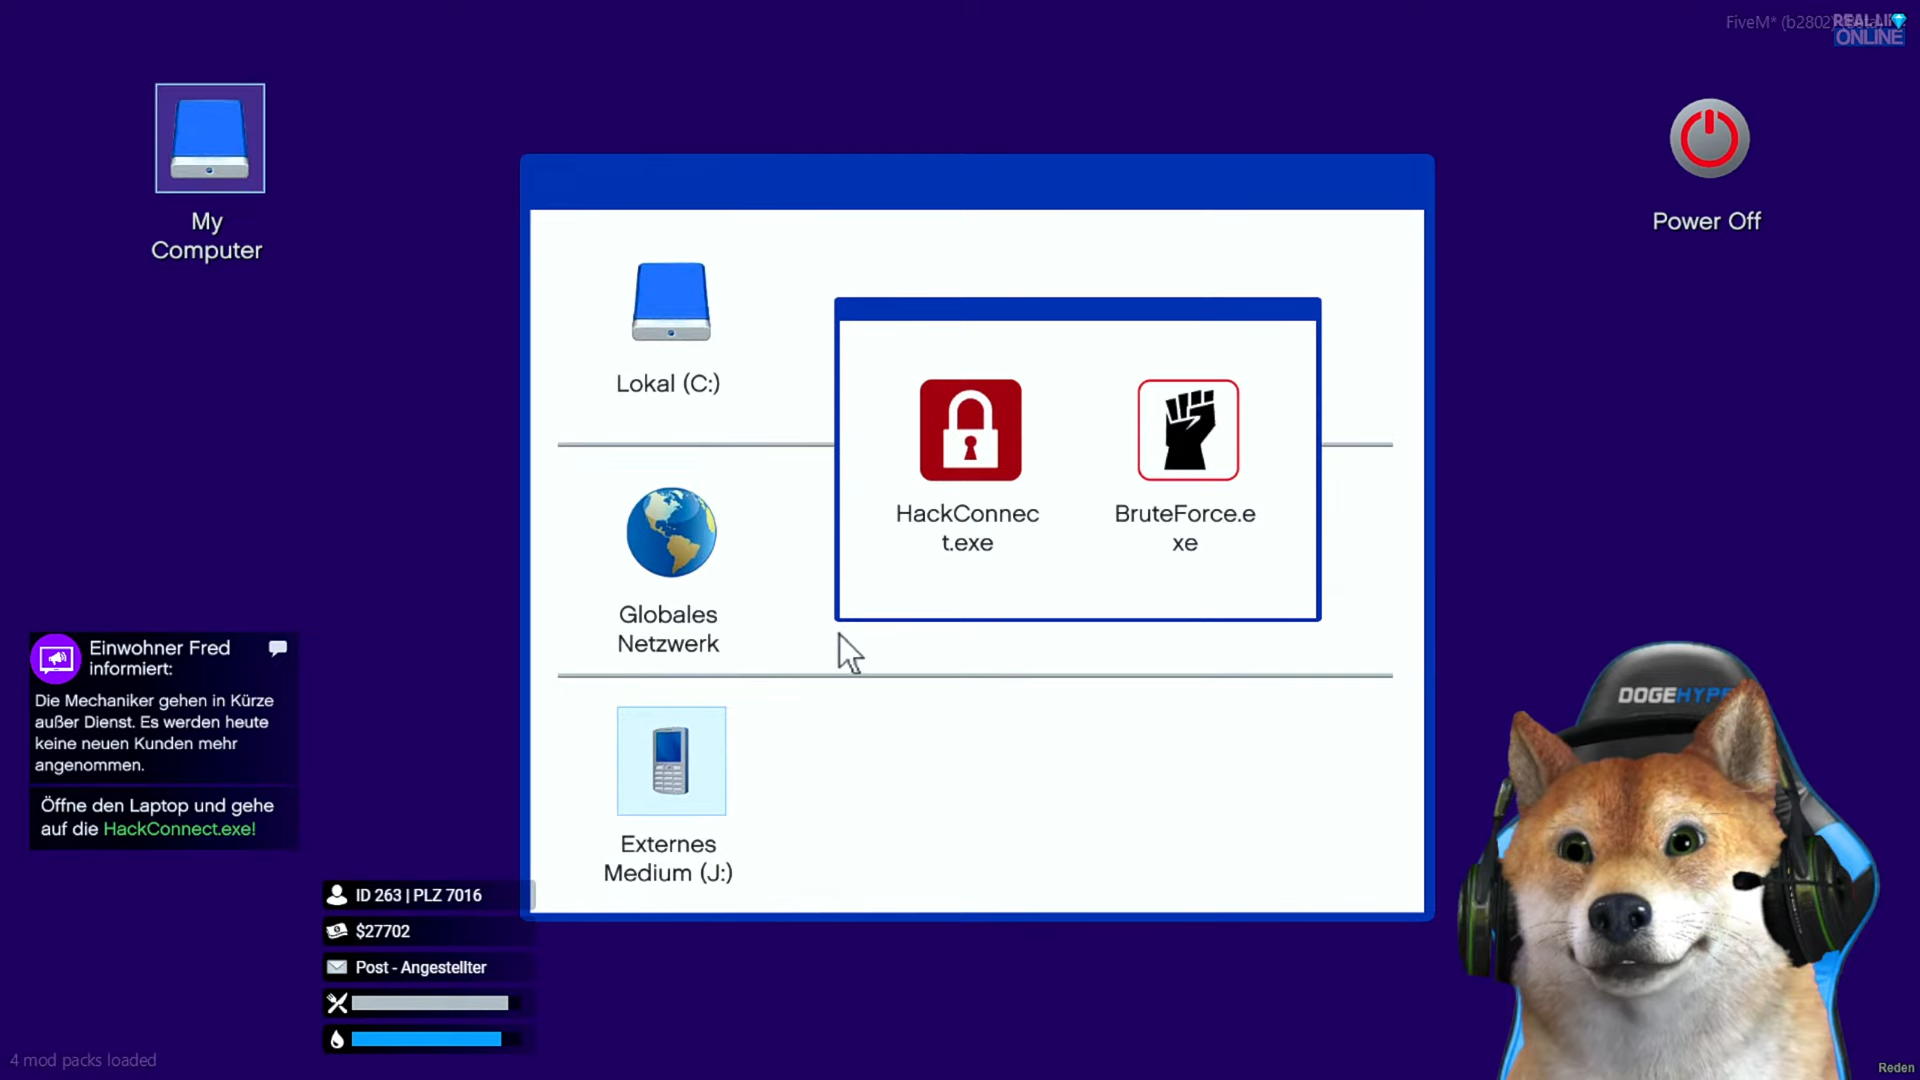 FiveM* (b2802)
REAL LIFE
ONLINE
My
Computer
Power Off
Lokal (C:)
HackConnec
t.exe
BruteForce.e
xe
Globales
Netzwerk
Externes
Medium (J:)
Einwohner Fred
informiert:
Die Mechaniker gehen in Kürze
außer Dienst. Es werden heute
keine neuen Kunden mehr
angenommen.
Öffne den Laptop und gehe
auf die HackConnect.exe!
ID 263 | PLZ 7016
$27702
Post - Angestellter
4 mod packs loaded
DOGEHYPE
Reden